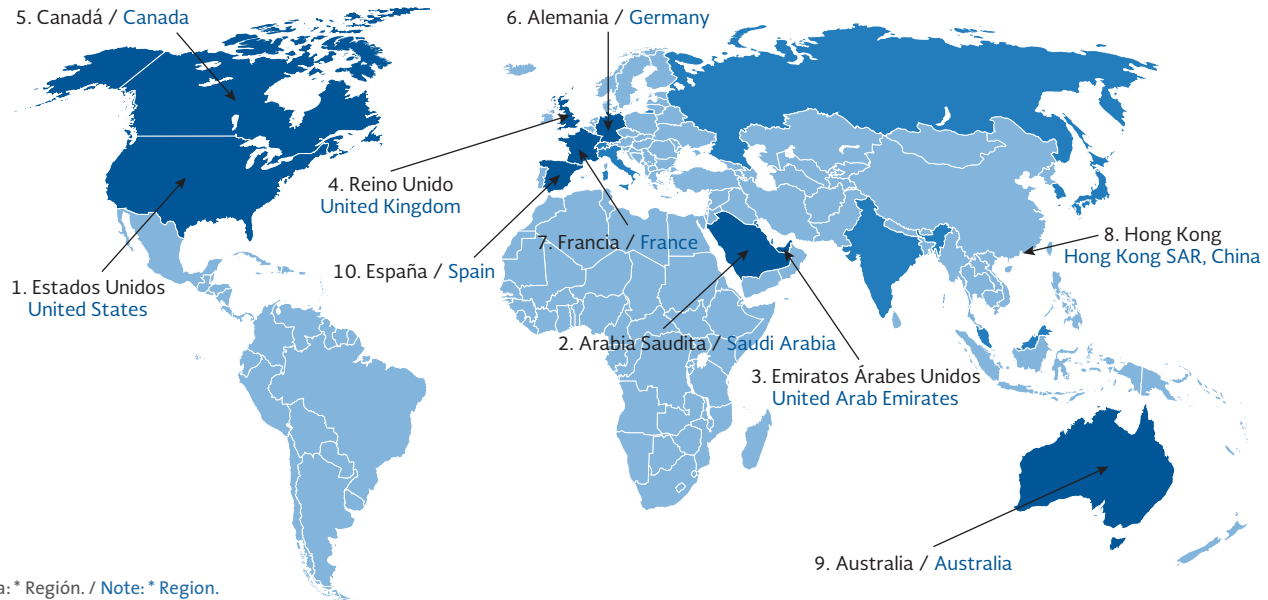 5. Canadá / Canada
6. Alemania / Germany
4. Reino Unido
United Kingdom
7. Francia / France
8. Hong Kong
Hong Kong SAR, China
10. España / Spain
1. Estados Unidos
United States
2. Arabia Saudita / Saudi Arabia
3. Emiratos Árabes Unidos
United Arab Emirates
9. Australia / Australia
a: * Región. / Note: * Region.